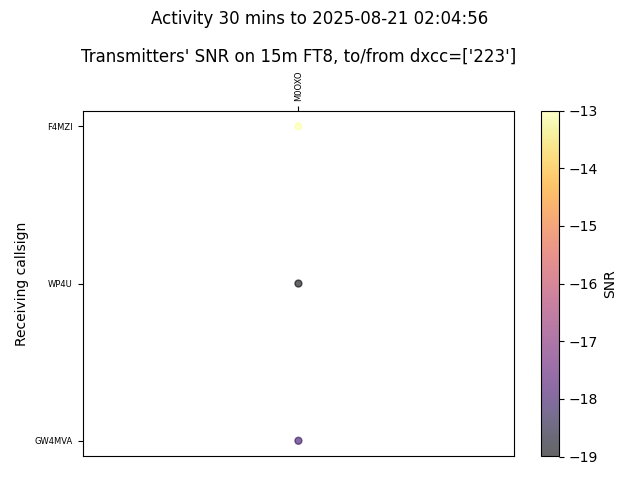 Activity 30 mins to 2025-08-21 02:04:56
Transmitters' SNR on 15m FT8, to/from dxcc=['223']
M0OXO
F4MZI
WP4U
GW4MVA
Receiving callsign
−13
−14
−15
−16
−17
−18
−19
SNR